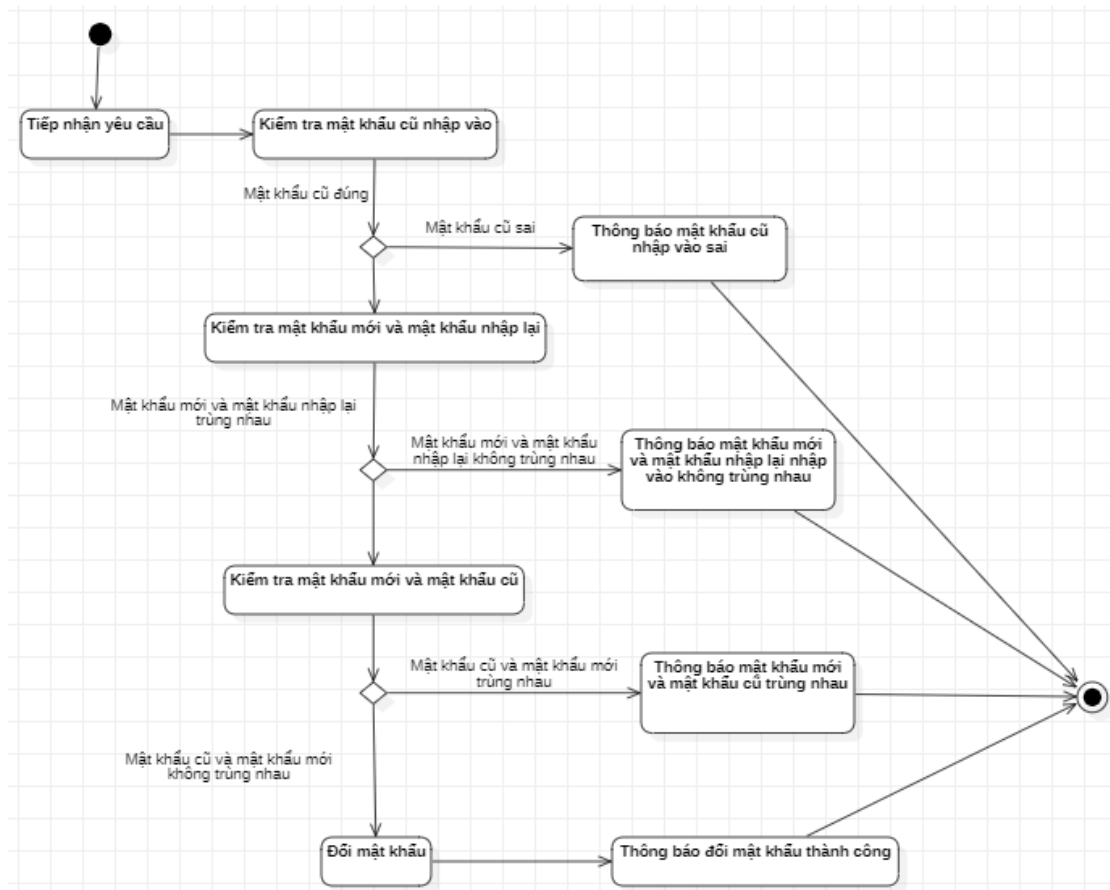 Tiếp nhận yêu cầu
Kiểm tra mật khẩu cũ nhập vào
Mật khẩu cũ đúng
Mật khẩu cũ sai
Thông báo mật khẩu cũ
nhập vào sai
Kiểm tra mật khẩu mới và mật khẩu nhập lại
Mật khẩu mới và mật khẩu nhập lại
trùng nhau
Mật khẩu mới và mật khẩu
nhập lại không trùng nhau
Thông báo mật khẩu mới
và mật khẩu nhập lại nhập
vào không trùng nhau
Kiểm tra mật khẩu mới và mật khẩu cũ
Mật khẩu cũ và mật khẩu mới
trùng nhau
Thông báo mật khẩu mới
và mật khẩu cũ trùng nhau
Mật khẩu cũ và mật khẩu mới
không trùng nhau
Đổi mật khẩu
Thông báo đổi mật khẩu thành công